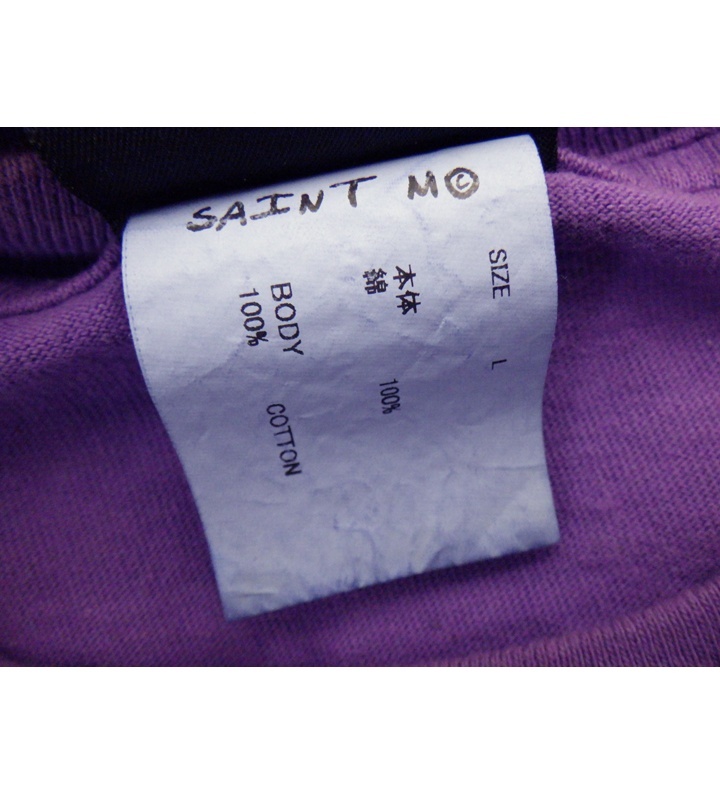 SAINT M©
SIZE L
本体
綿 100%
BODY
100% COTTON